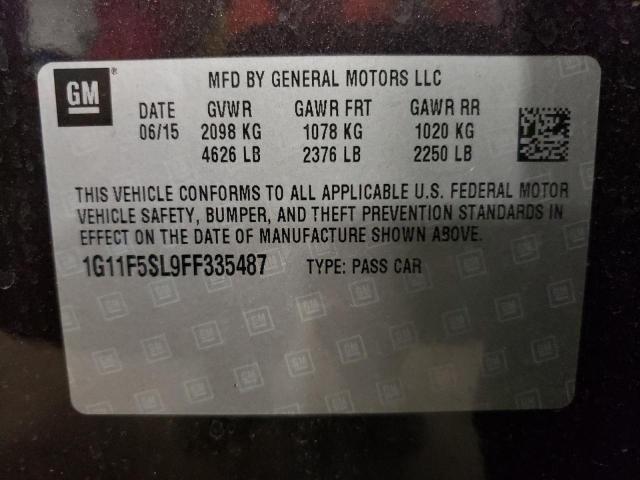 GM ® MFD BY GENERAL MOTORS LLC
DATE GVWR GAWR FRT GAWR RR
06/15 2098 KG 1078 KG 1020 KG
4626 LB 2376 LB 2250 LB
THIS VEHICLE CONFORMS TO ALL APPLICABLE U.S. FEDERAL MOTOR
VEHICLE SAFETY, BUMPER, AND THEFT PREVENTION STANDARDS IN
EFFECT ON THE DATE OF MANUFACTURE SHOWN ABOVE.
1G11F5SL9FF335487 TYPE: PASS CAR